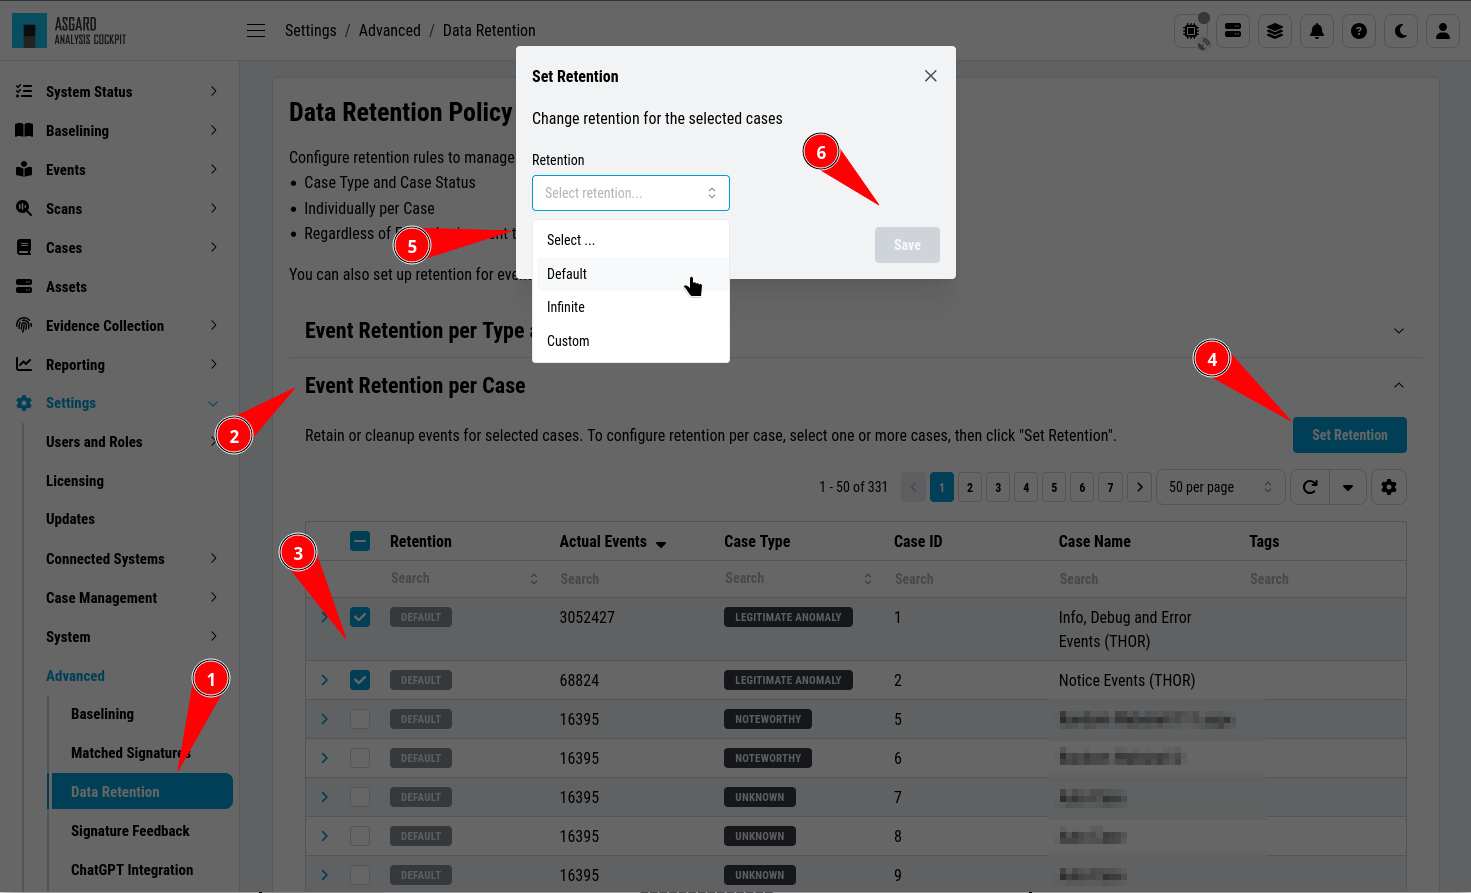 ASGARD
ANALYSIS COCKPIT
Settings / Advanced / Data Retention
System Status
Baselining
Events
Scans
Cases
Assets
Evidence Collection
Reporting
Settings
Users and Roles
Licensing
Updates
Connected Systems
Case Management
System
Advanced
Baselining
Matched Signatures
Data Retention
Signature Feedback
ChatGPT Integration
1
Data Retention Policy
Configure retention rules to manage
• Case Type and Case Status
• Individually per Case
• Regardless of
You can also set up retention for
Set Retention
Change retention for the selected cases
Retention
Select retention...
Select ...
Default
Infinite
Custom
Save
5
6
Event Retention per Type
Event Retention per Case
2
4
Retain or cleanup events for selected cases. To configure retention per case, select one or more cases, then click "Set Retention".
Set Retention
1 - 50 of 331
1 2 3 4 5 6 7
50 per page
3
Retention Actual Events Case Type Case ID Case Name Tags
Search Search Search Search Search Search
DEFAULT 3052427 LEGITIMATE ANOMALY 1 Info, Debug and Error
Events (THOR)
DEFAULT 68824 LEGITIMATE ANOMALY 2 Notice Events (THOR)
DEFAULT 16395 NOTEWORTHY 5
DEFAULT 16395 NOTEWORTHY 6
DEFAULT 16395 UNKNOWN 7
DEFAULT 16395 UNKNOWN 8
DEFAULT 16395 UNKNOWN 9